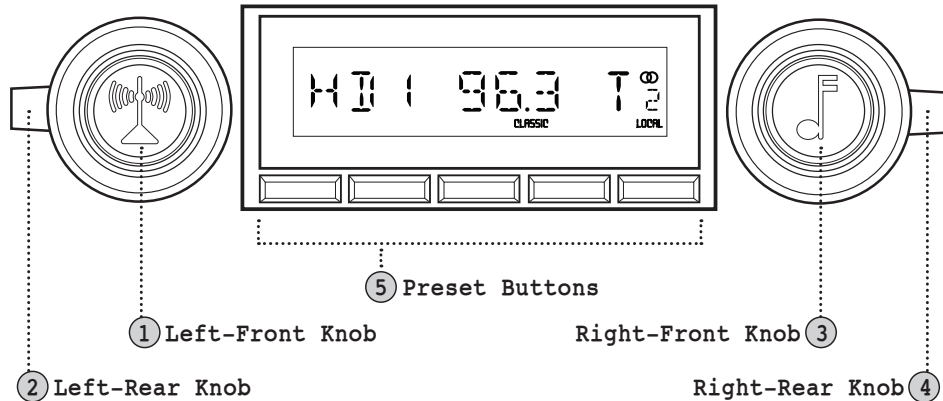 HD1 96.3 T 2
CLASSIC LOCAL
5 Preset Buttons
1 Left-Front Knob Right-Front Knob 3
2 Left-Rear Knob Right-Rear Knob 4